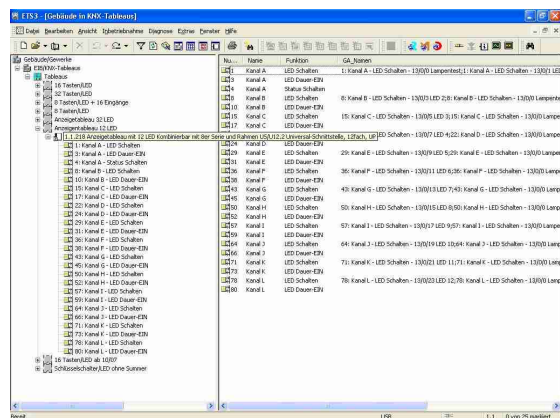 ETS3 - [Gebäude in KNX-Tableaus]
Datei Bearbeiten Ansicht Inbetriebnahme Diagnose Extras Fenster Hilfe
Gebäude/Gewerke
EIB/KNX-Tableaus
Tableaus
16 Tasten/LED
32 Tasten/LED
8 Tasten/LED + 16 Eingänge
8 Tasten/LED
Anzeigetableau 32 LED
Anzeigentableau 12 LED
1.1.218 Anzeigetableau mit 12 LED Kombinierbar mit 8er Serie und Rahmen US/U12.2 Universal-Schnittstelle, 12fach, UP
1: Kanal A - LED Schalten
3: Kanal A - LED Dauer-EIN
4: Kanal A - Status Schalten
8: Kanal B - LED Schalten
10: Kanal B - LED Dauer-EIN
15: Kanal C - LED Schalten
17: Kanal C - LED Dauer-EIN
22: Kanal D - LED Schalten
24: Kanal D - LED Dauer-EIN
29: Kanal E - LED Schalten
31: Kanal E - LED Dauer-EIN
36: Kanal F - LED Schalten
38: Kanal F - LED Dauer-EIN
43: Kanal G - LED Schalten
45: Kanal G - LED Dauer-EIN
50: Kanal H - LED Schalten
52: Kanal H - LED Dauer-EIN
57: Kanal I - LED Schalten
59: Kanal I - LED Dauer-EIN
64: Kanal J - LED Schalten
66: Kanal J - LED Dauer-EIN
71: Kanal K - LED Schalten
73: Kanal K - LED Dauer-EIN
78: Kanal L - LED Schalten
80: Kanal L - LED Dauer-EIN
16 Tasten/LED ab 10/07
Schlüsselschalter/LED ohne Summer
Nu... Name Funktion GA_Namen
1 Kanal A LED Schalten 1: Kanal A - LED Schalten - 13/0/0 Lampentest;1: Kanal A - LED Schalten - 13/0/1 LED
3 Kanal A LED Dauer-EIN
4 Kanal A Status Schalten
8 Kanal B LED Schalten 8: Kanal B - LED Schalten - 13/0/3 LED 2;8: Kanal B - LED Schalten - 13/0/0 Lampente
10 Kanal B LED Dauer-EIN
15 Kanal C LED Schalten 15: Kanal C - LED Schalten - 13/0/5 LED 3;15: Kanal C - LED Schalten - 13/0/0 Lampe
17 Kanal C LED Dauer-EIN
LED Schalten - 13/0/7 LED 4;22: Kanal D - LED Schalten - 13/0/0 Lampe
24 Kanal D LED Dauer-EIN
29 Kanal E LED Schalten 29: Kanal E - LED Schalten - 13/0/9 LED 5;29: Kanal E - LED Schalten - 13/0/0 Lampe
31 Kanal E LED Dauer-EIN
36 Kanal F LED Schalten 36: Kanal F - LED Schalten - 13/0/11 LED 6;36: Kanal F - LED Schalten - 13/0/0 Lamp
38 Kanal F LED Dauer-EIN
43 Kanal G LED Schalten 43: Kanal G - LED Schalten - 13/0/13 LED 7;43: Kanal G - LED Schalten - 13/0/0 Lam
45 Kanal G LED Dauer-EIN
50 Kanal H LED Schalten 50: Kanal H - LED Schalten - 13/0/15 LED 8;50: Kanal H - LED Schalten - 13/0/0 Lam
52 Kanal H LED Dauer-EIN
57 Kanal I LED Schalten 57: Kanal I - LED Schalten - 13/0/17 LED 9;57: Kanal I - LED Schalten - 13/0/0 Lamp
59 Kanal I LED Dauer-EIN
64 Kanal J LED Schalten 64: Kanal J - LED Schalten - 13/0/19 LED 10;64: Kanal J - LED Schalten - 13/0/0 Lam
66 Kanal J LED Dauer-EIN
71 Kanal K LED Schalten 71: Kanal K - LED Schalten - 13/0/21 LED 11;71: Kanal K - LED Schalten - 13/0/0 Lam
73 Kanal K LED Dauer-EIN
78 Kanal L LED Schalten 78: Kanal L - LED Schalten - 13/0/23 LED 12;78: Kanal L - LED Schalten - 13/0/0 Lam
80 Kanal L LED Dauer-EIN
Bereit USB 1.1 0 von 25 markiert